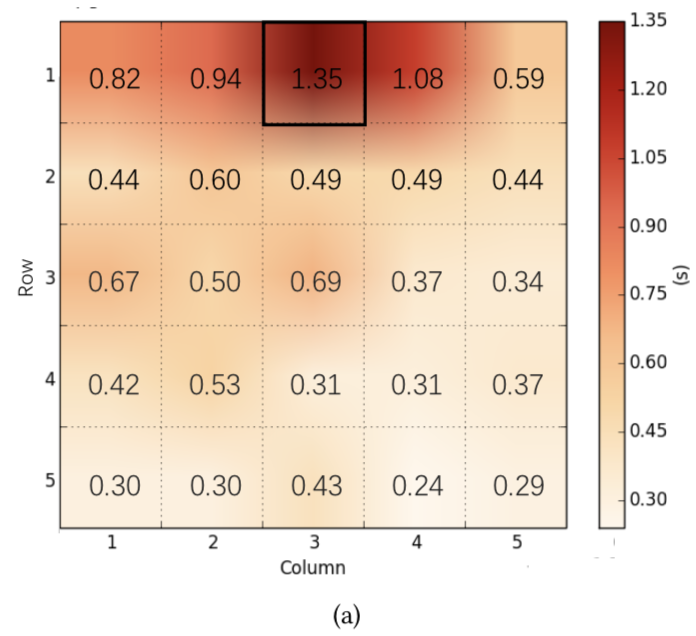 1 0.82 0.94 1.35 1.08 0.59
2 0.44 0.60 0.49 0.49 0.44
3 0.67 0.50 0.69 0.37 0.34
4 0.42 0.53 0.31 0.31 0.37
5 0.30 0.30 0.43 0.24 0.29
1 2 3 4 5
Row
Column
1.35
1.20
1.05
0.90
0.75
0.60
0.45
0.30
(s)
(a)